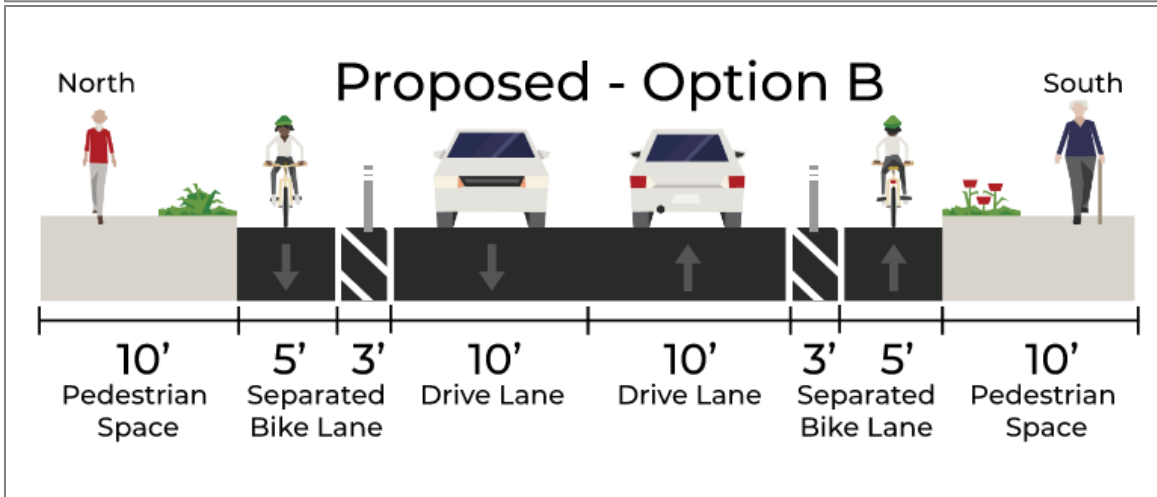 North
Proposed - Option B
South
10’ 5’ 3’ 10’ 10’ 3’ 5’ 10’
Pedestrian Space
Separated Bike Lane
Drive Lane
Drive Lane
Separated Bike Lane
Pedestrian Space